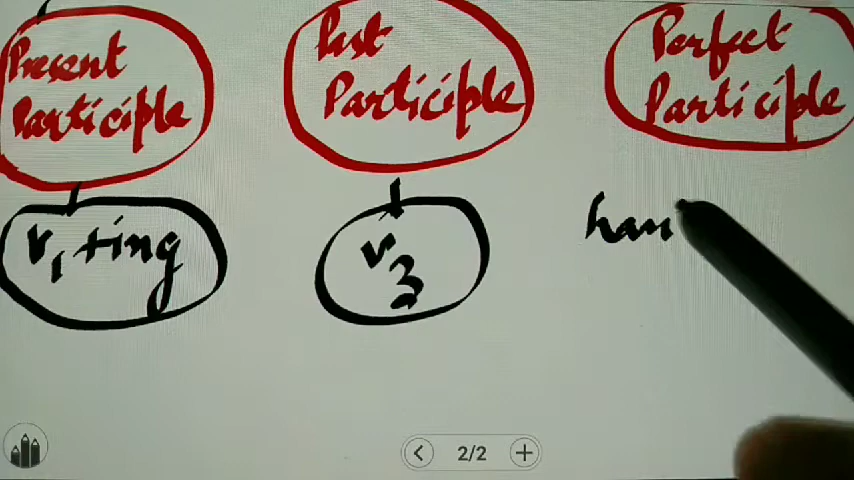 Present
Participle
Past
Participle
Perfect
Participle
V1+ing
V3
hav
2/2